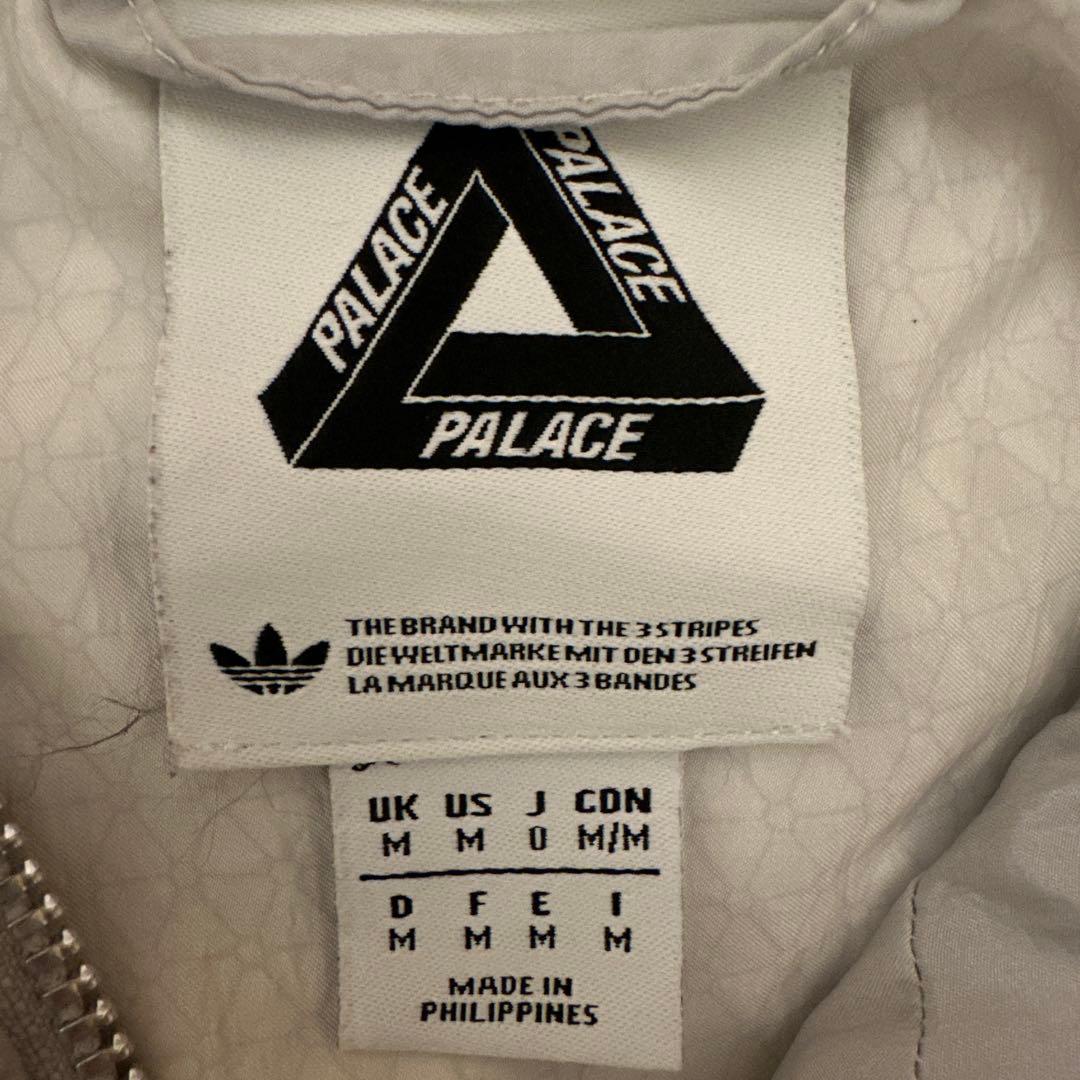 PALACE
PALACE
PALACE
THE BRAND WITH THE 3 STRIPES
DIE WELTMARKE MIT DEN 3 STREIFEN
LA MARQUE AUX 3 BANDES
UK US J CDN
M M O M/M
D F E I
M M M M
MADE IN
PHILIPPINES